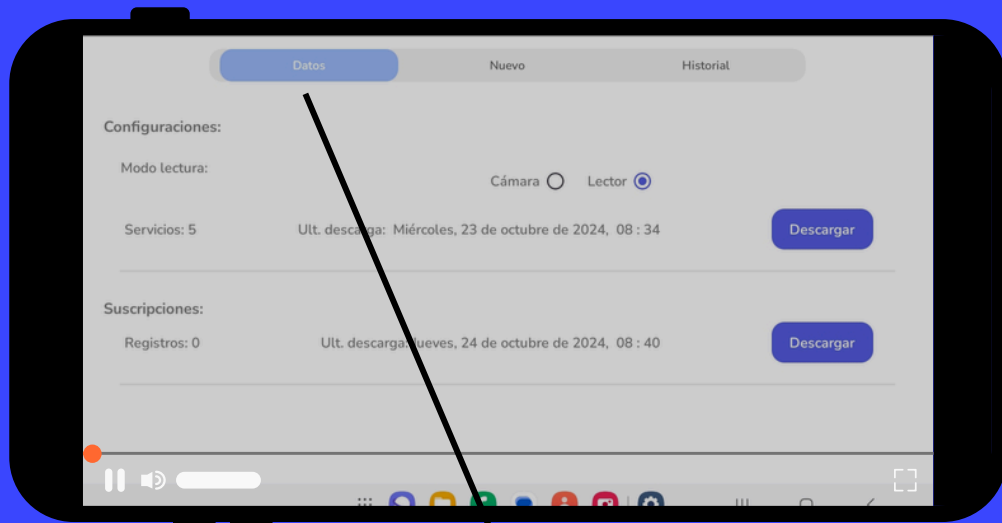 Datos Nuevo Historial
Configuraciones:
Modo lectura:
Cámara Lector
Servicios: 5 Ult. descarga: Miércoles, 23 de octubre de 2024, 08 : 34 Descargar
Suscripciones:
Registros: 0 Ult. descarga: Jueves, 24 de octubre de 2024, 08 : 40 Descargar